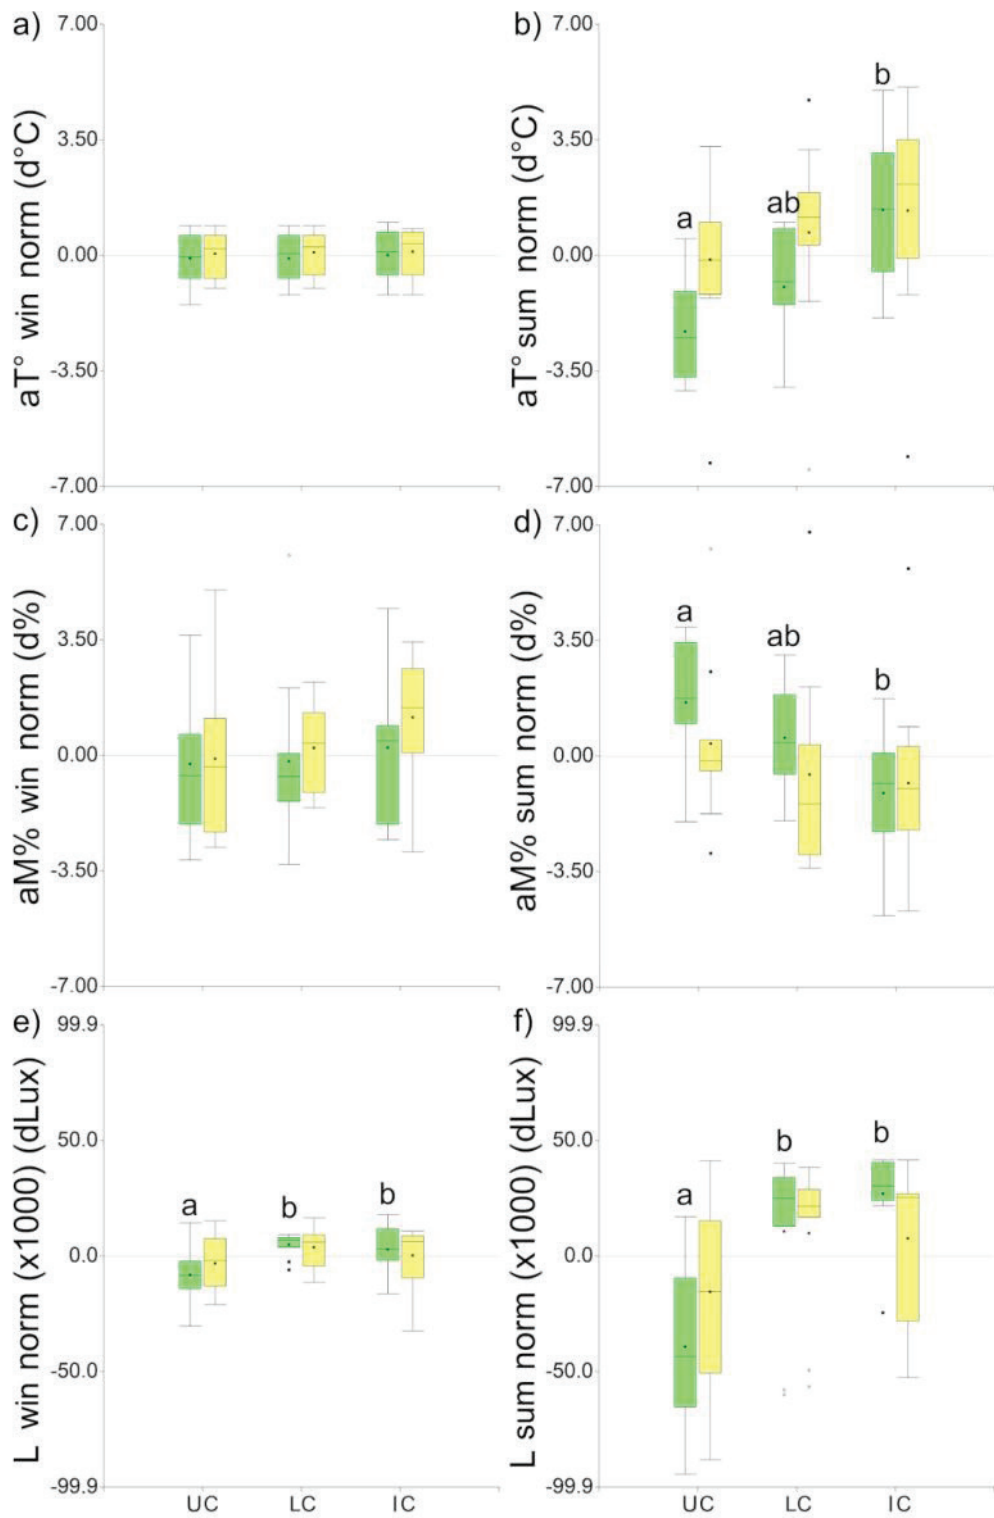 a)
7.00
3.50
0.00
-3.50
-7.00
aT° win norm (d°C)
b)
7.00
3.50
0.00
-3.50
-7.00
aT° sum norm (d°C)
a
ab
b
c)
7.00
3.50
0.00
-3.50
-7.00
aM% win norm (d%)
d)
7.00
3.50
0.00
-3.50
-7.00
aM% sum norm (d%)
a
ab
b
e)
99.9
50.0
0.0
-50.0
-99.9
L win norm (x1000) (dLux)
a
b
b
UC LC IC
f)
99.9
50.0
0.0
-50.0
-99.9
L sum norm (x1000) (dLux)
a
b
b
UC LC IC